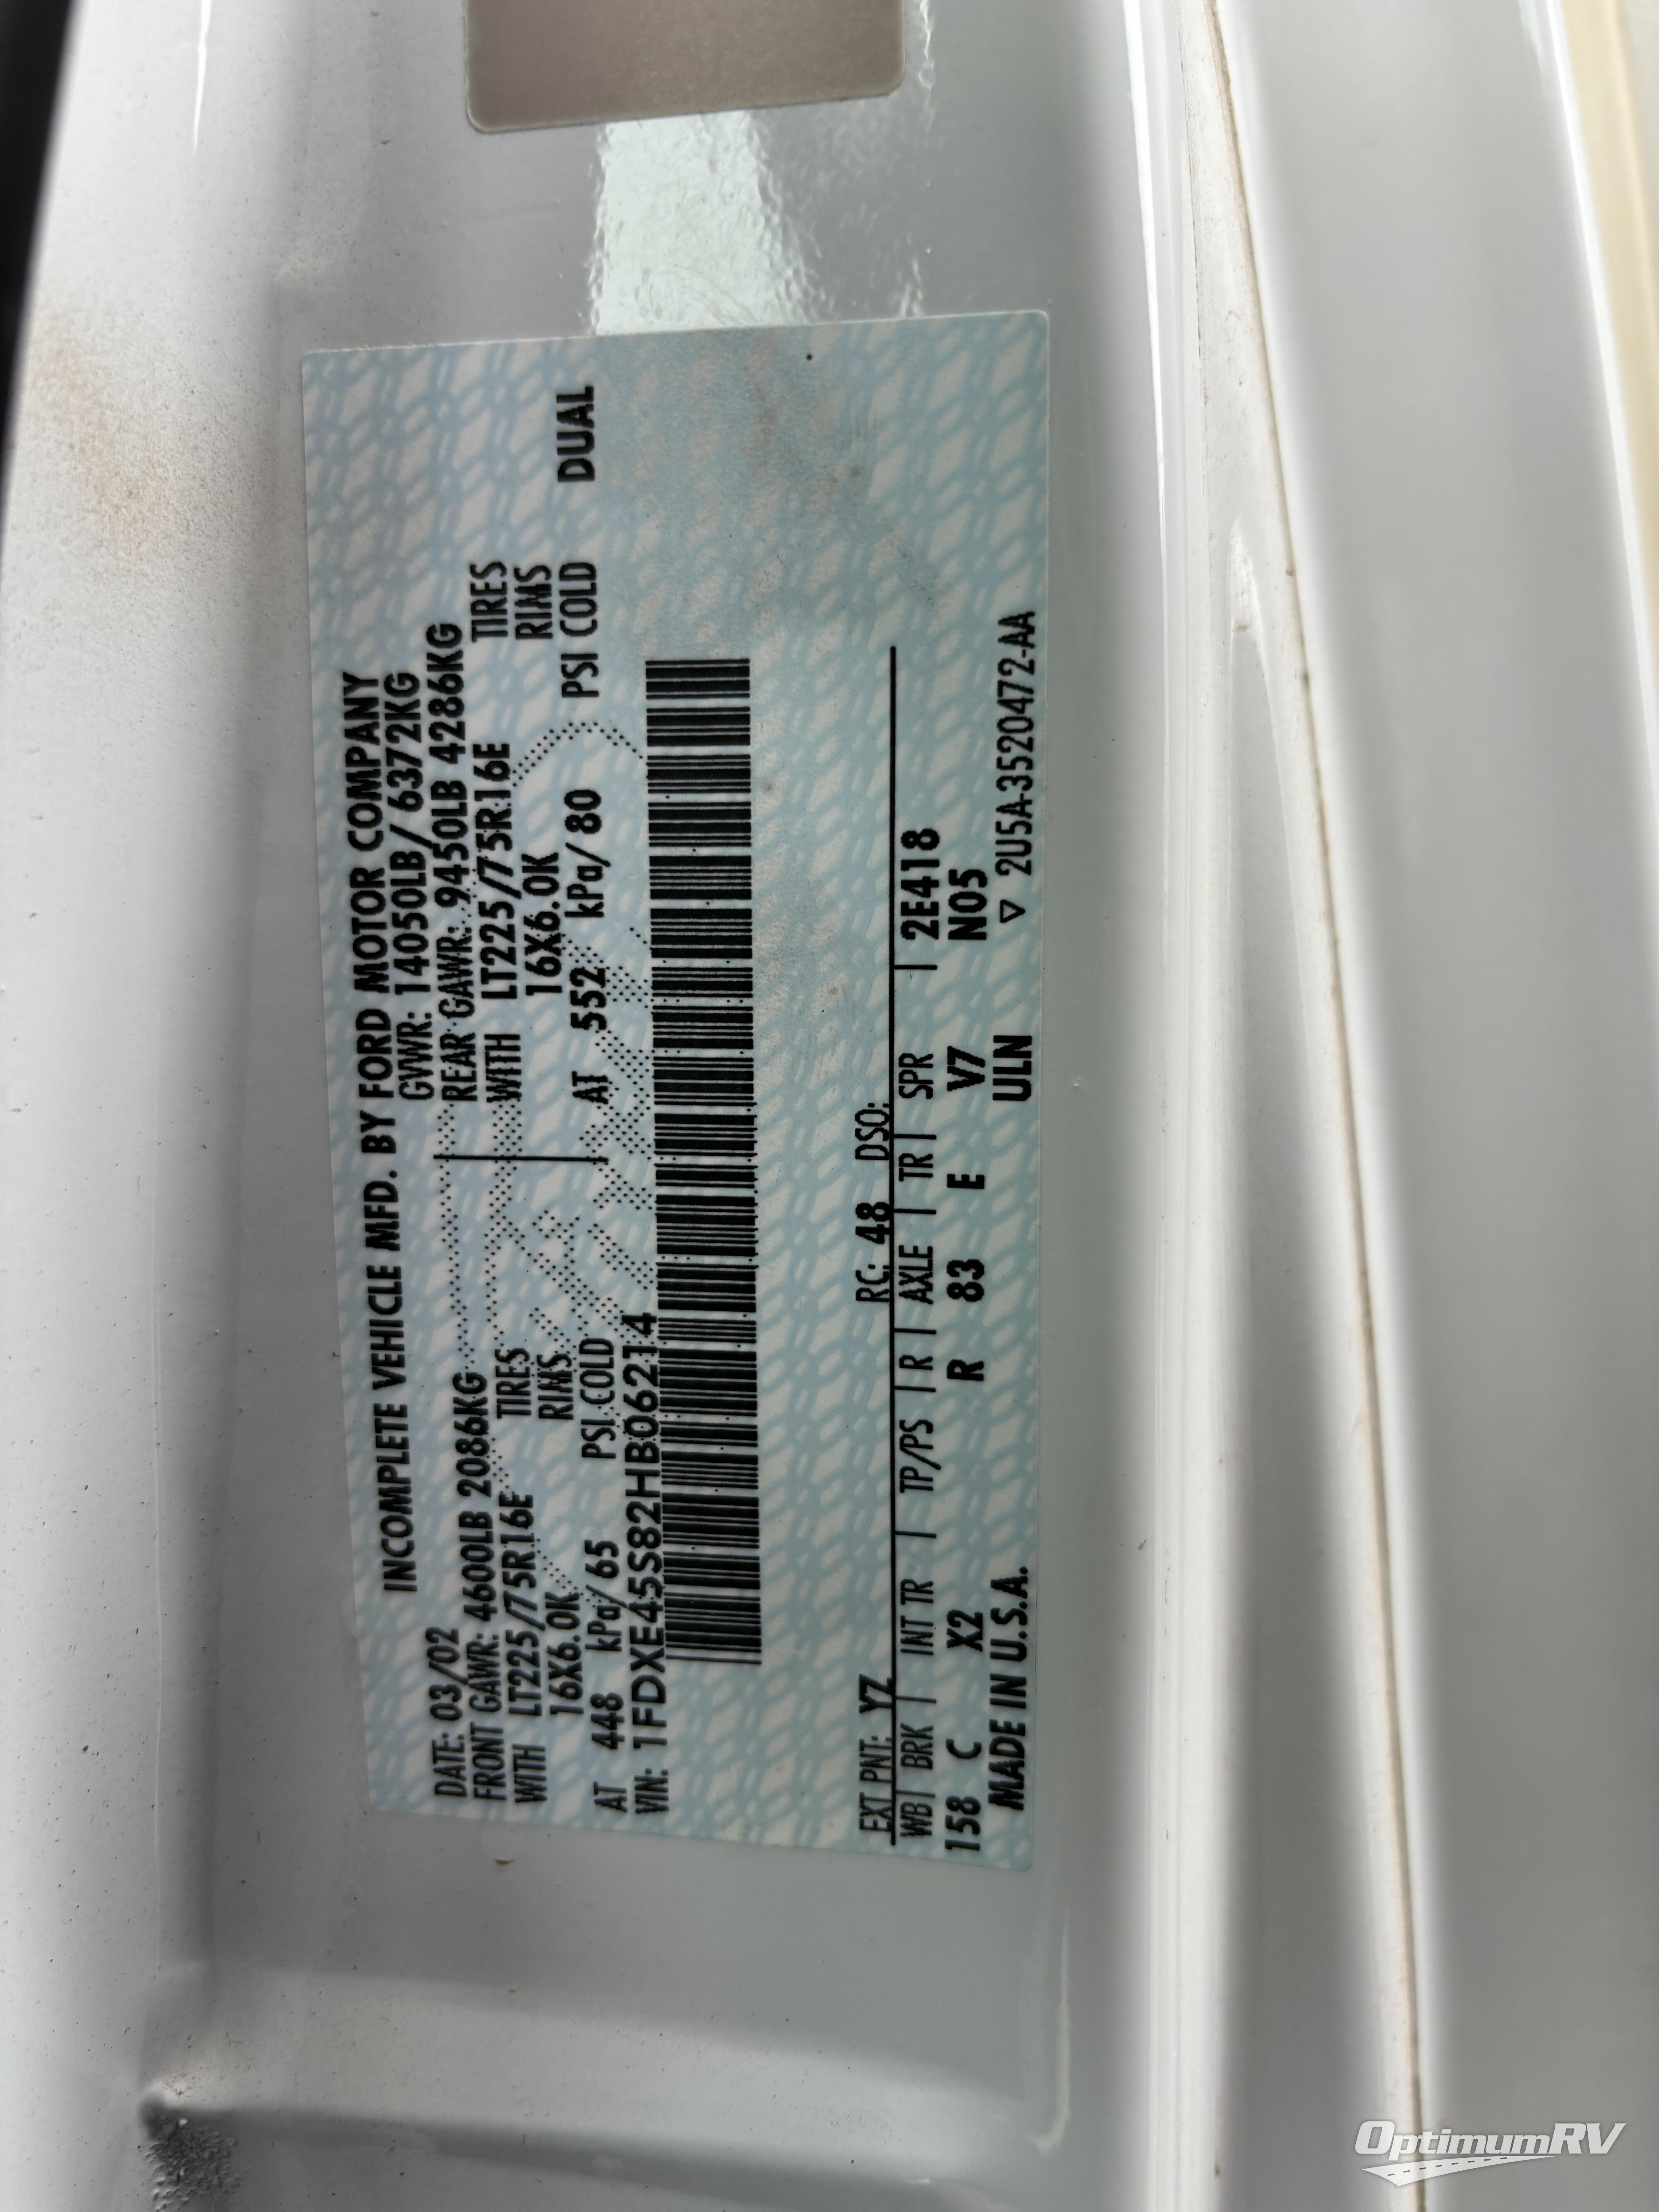 INCOMPLETE VEHICLE MFD. BY FORD MOTOR COMPANY
DATE: 03/02 GVWR: 14050LB/ 6372KG
FRONT GAWR: 4600LB 2086KG REAR GAWR: 9450LB 4286KG
WITH LT225/75R16E TIRES WITH LT225/75R16E TIRES
16X6.0K RIMS 16X6.0K RIMS
AT 448 kPa/ 65 PSI COLD AT 552 kPa/ 80 PSI COLD DUAL
VIN: 1FDXE45S82HB06214
EXT PNT: YZ RC: 48 DSO:
WB | BRK | INT TR | TP/PS | R | AXLE | TR | SPR | 2E418
158 C X2 R 83 E V7 N05
MADE IN U.S.A. ULN ▽ 2U5A-3520472-AA
OptimumRV